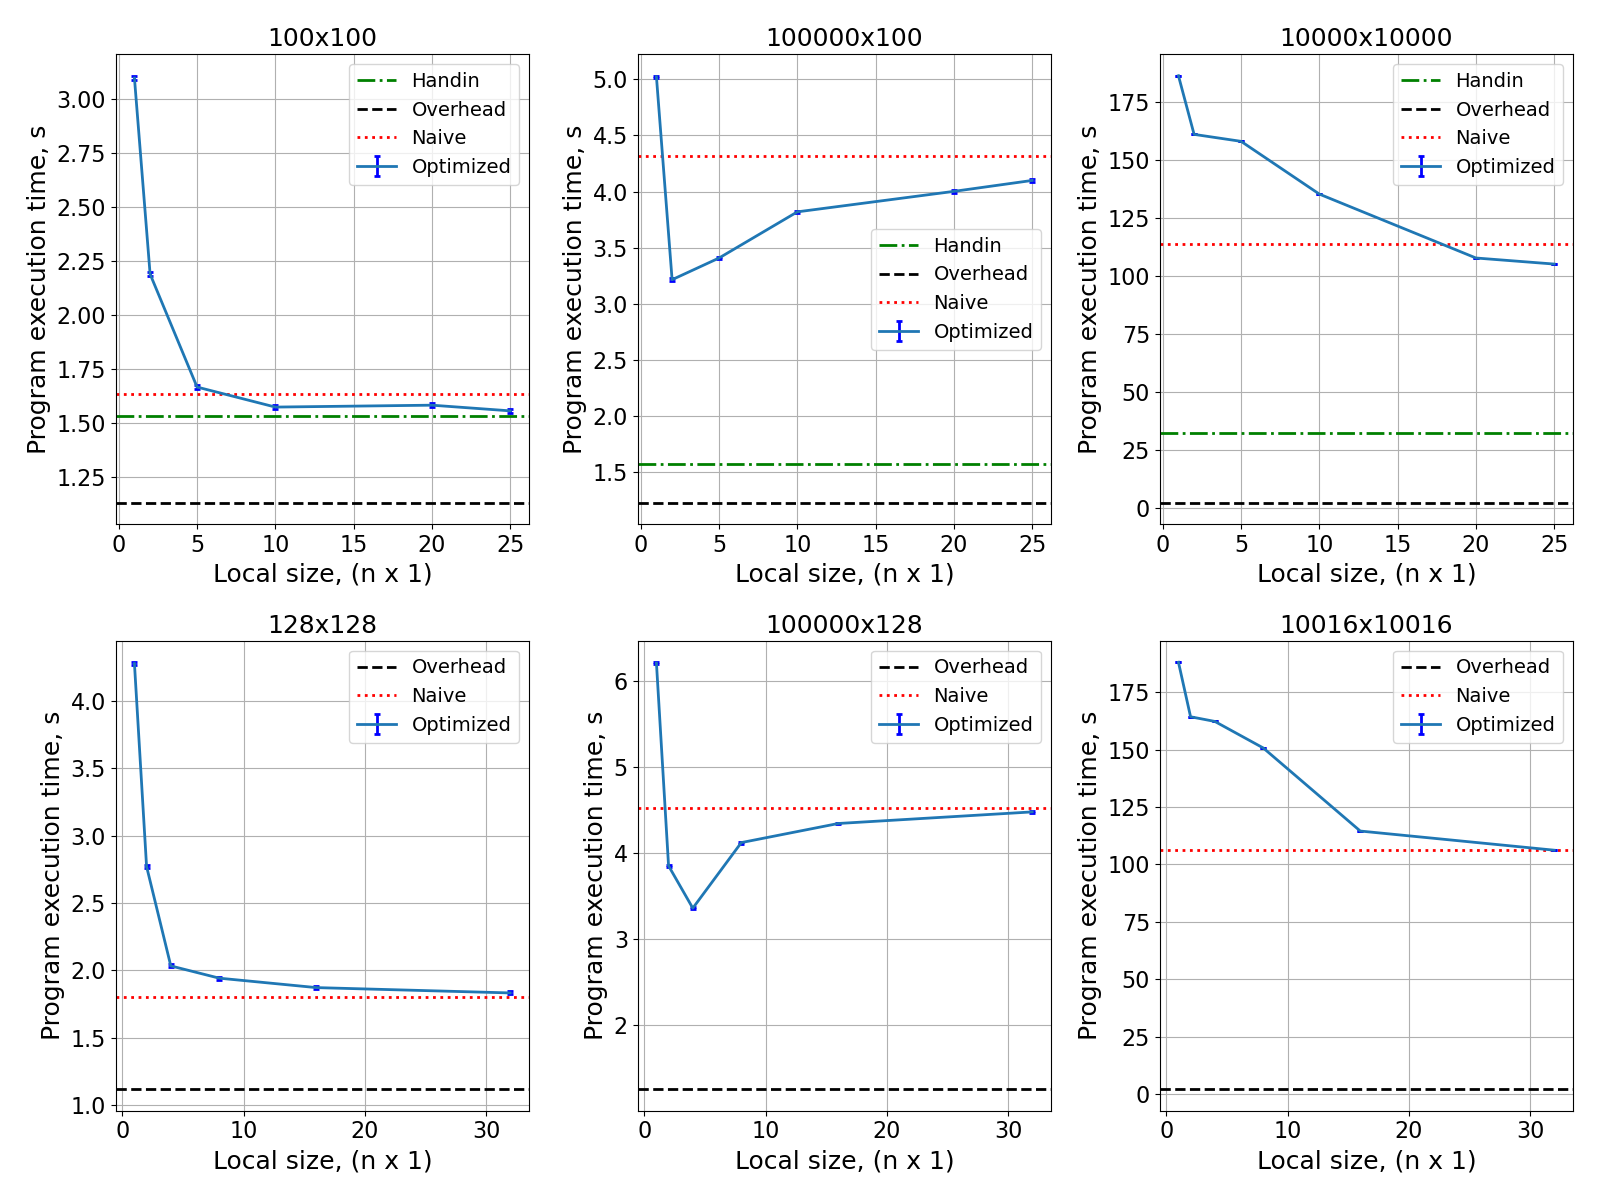 100x100
Program execution time, s
3.00
2.75
2.50
2.25
2.00
1.75
1.50
1.25
Handin
Overhead
Naive
Optimized
0 5 10 15 20 25
Local size, (n x 1)
100000x100
Program execution time, s
5.0
4.5
4.0
3.5
3.0
2.5
2.0
1.5
Handin
Overhead
Naive
Optimized
0 5 10 15 20 25
Local size, (n x 1)
10000x10000
Program execution time, s
175
150
125
100
75
50
25
0
Handin
Overhead
Naive
Optimized
0 5 10 15 20 25
Local size, (n x 1)
128x128
Program execution time, s
4.0
3.5
3.0
2.5
2.0
1.5
1.0
Overhead
Naive
Optimized
0 10 20 30
Local size, (n x 1)
100000x128
Program execution time, s
6
5
4
3
2
Overhead
Naive
Optimized
0 10 20 30
Local size, (n x 1)
10016x10016
Program execution time, s
175
150
125
100
75
50
25
0
Overhead
Naive
Optimized
0 10 20 30
Local size, (n x 1)